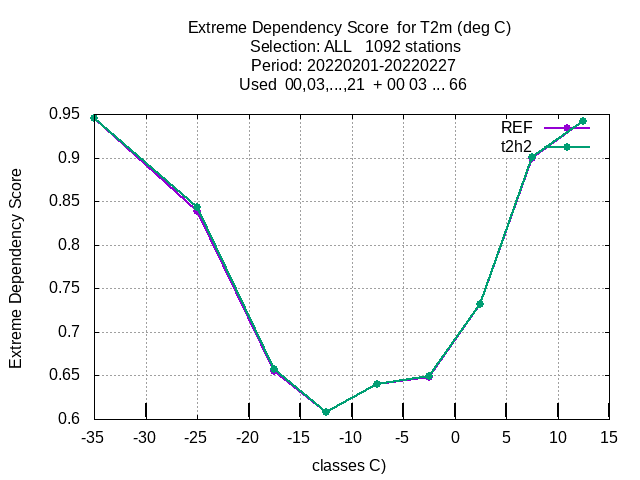 Extreme Dependency Score  for T2m (deg C)
Selection: ALL   1092 stations
Period: 20220201-20220227
Used  00,03,...,21  + 00 03 ... 66
Extreme Dependency Score
0.95
0.9
0.85
0.8
0.75
0.7
0.65
0.6
REF
t2h2
-35 -30 -25 -20 -15 -10 -5 0 5 10 15
classes C)